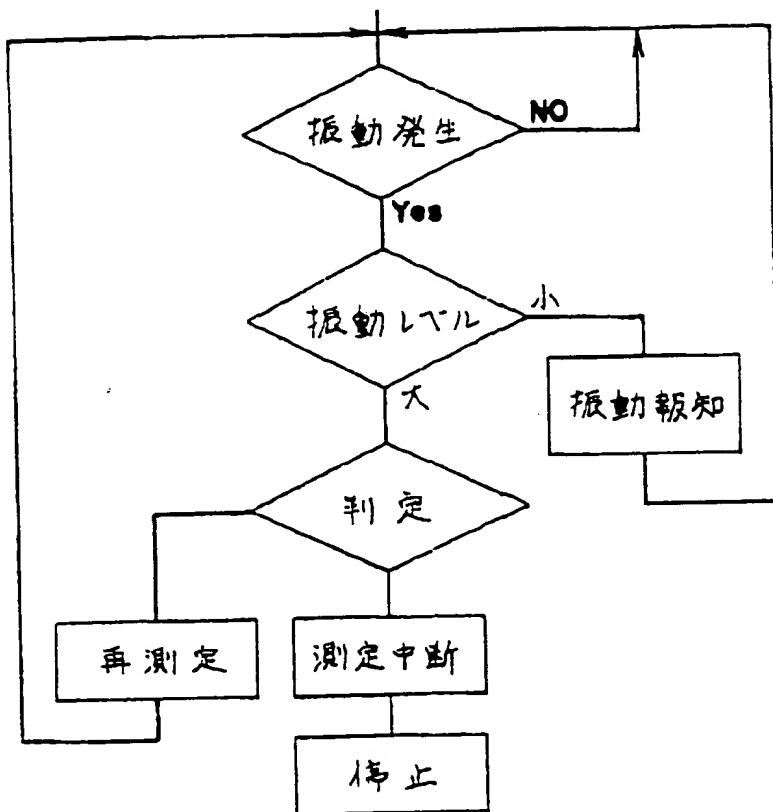 振動発生
NO
Yes
振動レベル
小
大
振動報知
判定
再測定
測定中断
停止